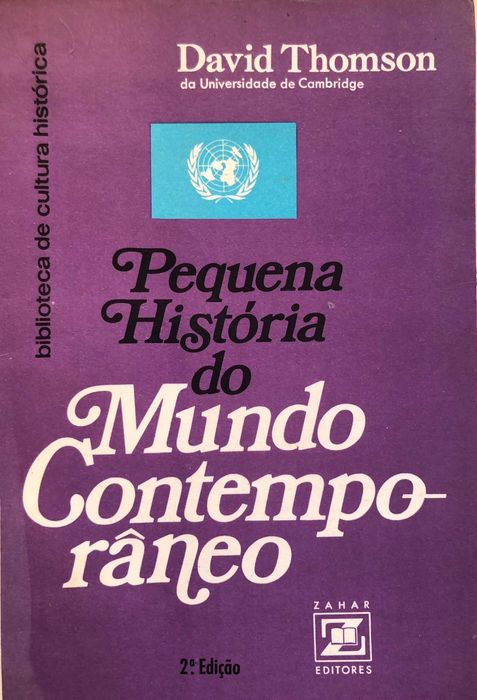 David Thomson
da Universidade de Cambridge
biblioteca de cultura histórica
Pequena
História
do
Mundo
Contempo-
râneo
2ª Edição
ZAHAR
EDITORES